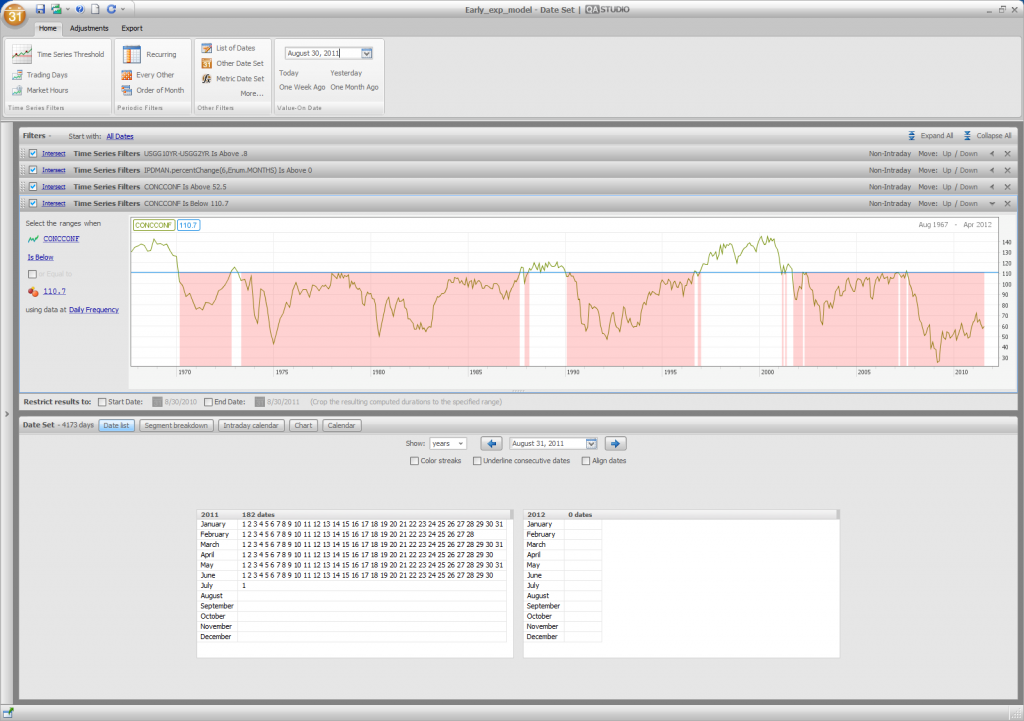 31
Early_exp_model - Date Set | QA STUDIO
Home Adjustments Export
Time Series Threshold
Trading Days
Market Hours
Time Series Filters
Recurring
Every Other
Order of Month
Periodic Filters
List of Dates
Other Date Set
Metric Date Set
More...
Other Filters
August 30, 2011
Today Yesterday
One Week Ago One Month Ago
Value-On Date
Filters - Start with: All Dates Expand All Collapse All
Intersect Time Series Filters USGG10YR-USGG2YR Is Above .8 Non-Intraday Move: Up / Down
Intersect Time Series Filters IPDMAN.percentChange(6,Enum.MONTHS) Is Above 0 Non-Intraday Move: Up / Down
Intersect Time Series Filters CONCCONF Is Above 52.5 Non-Intraday Move: Up / Down
Intersect Time Series Filters CONCCONF Is Below 110.7 Non-Intraday Move: Up / Down
Select the ranges when
CONCCONF
Is Below
or Equal to
110.7
using data at Daily Frequency
CONCCONF 110.7 Aug 1967 - Apr 2012
140
130
120
110
100
90
80
70
60
50
40
30
1970 1975 1980 1985 1990 1995 2000 2005 2010
Restrict results to: Start Date: 8/30/2010 End Date: 8/30/2011 (Crop the resulting computed durations to the specified range)
Date Set - 4173 days Date list Segment breakdown Intraday calendar Chart Calendar
Show: years August 31, 2011
Color streaks Underline consecutive dates Align dates
2011 182 dates
January 1 2 3 4 5 6 7 8 9 10 11 12 13 14 15 16 17 18 19 20 21 22 23 24 25 26 27 28 29 30 31
February 1 2 3 4 5 6 7 8 9 10 11 12 13 14 15 16 17 18 19 20 21 22 23 24 25 26 27 28
March 1 2 3 4 5 6 7 8 9 10 11 12 13 14 15 16 17 18 19 20 21 22 23 24 25 26 27 28 29 30 31
April 1 2 3 4 5 6 7 8 9 10 11 12 13 14 15 16 17 18 19 20 21 22 23 24 25 26 27 28 29 30
May 1 2 3 4 5 6 7 8 9 10 11 12 13 14 15 16 17 18 19 20 21 22 23 24 25 26 27 28 29 30 31
June 1 2 3 4 5 6 7 8 9 10 11 12 13 14 15 16 17 18 19 20 21 22 23 24 25 26 27 28 29 30
July 1
August
September
October
November
December
2012 0 dates
January
February
March
April
May
June
July
August
September
October
November
December